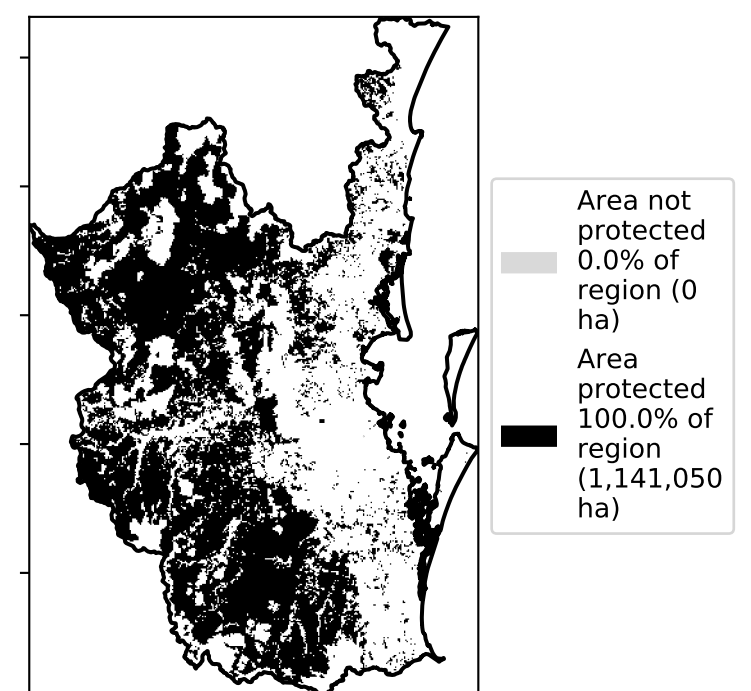 Area not
protected
0.0% of
region (0
ha)
Area
protected
100.0% of
region
(1,141,050
ha)